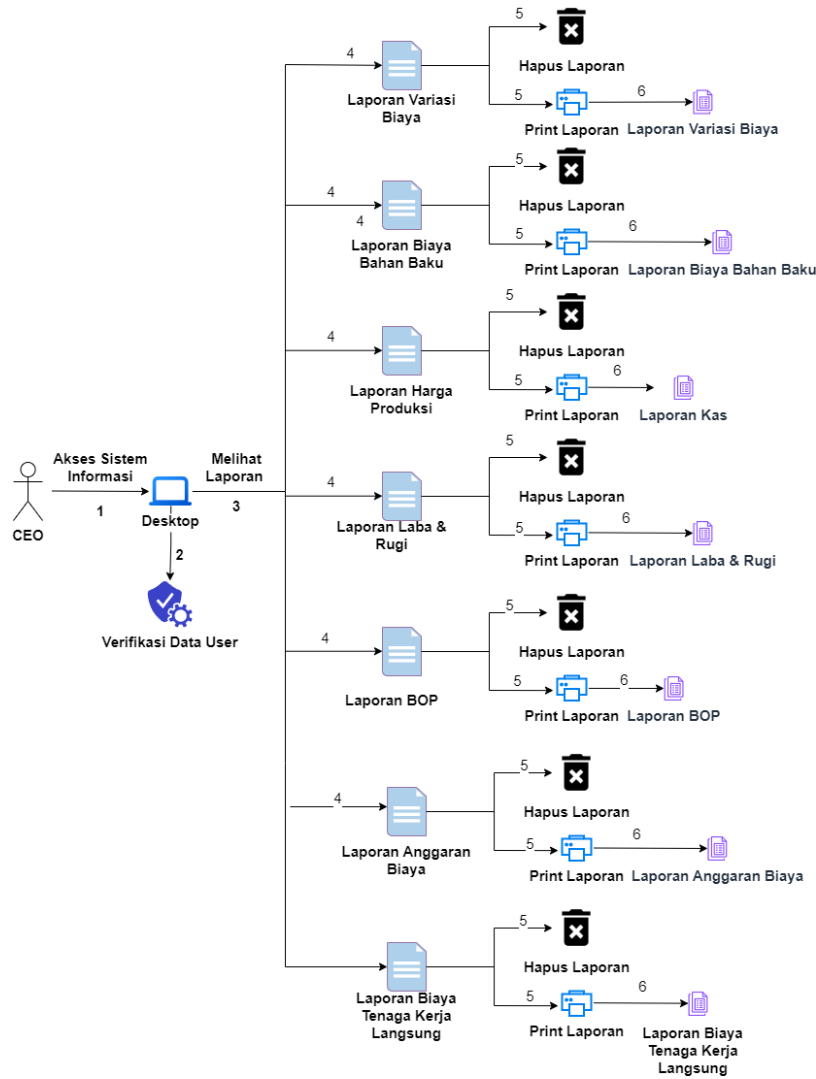 5
Hapus Laporan
4
Laporan Variasi
Biaya
5
6
Print Laporan
Laporan Variasi Biaya
5
Hapus Laporan
4
4
Laporan Biaya
Bahan Baku
5
6
Print Laporan
Laporan Biaya Bahan Baku
5
Hapus Laporan
4
Laporan Harga
Produksi
5
6
Print Laporan
Laporan Kas
Akses Sistem
Informasi
1
CEO
Desktop
Melihat
Laporan
3
2
Verifikasi Data User
5
Hapus Laporan
4
Laporan Laba &
Rugi
5
6
Print Laporan
Laporan Laba & Rugi
5
Hapus Laporan
4
Laporan BOP
5
6
Print Laporan
Laporan BOP
5
Hapus Laporan
4
Laporan Anggaran
Biaya
5
6
Print Laporan
Laporan Anggaran Biaya
5
Hapus Laporan
Laporan Biaya
Tenaga Kerja
Langsung
5
6
Print Laporan
Laporan Biaya
Tenaga Kerja
Langsung